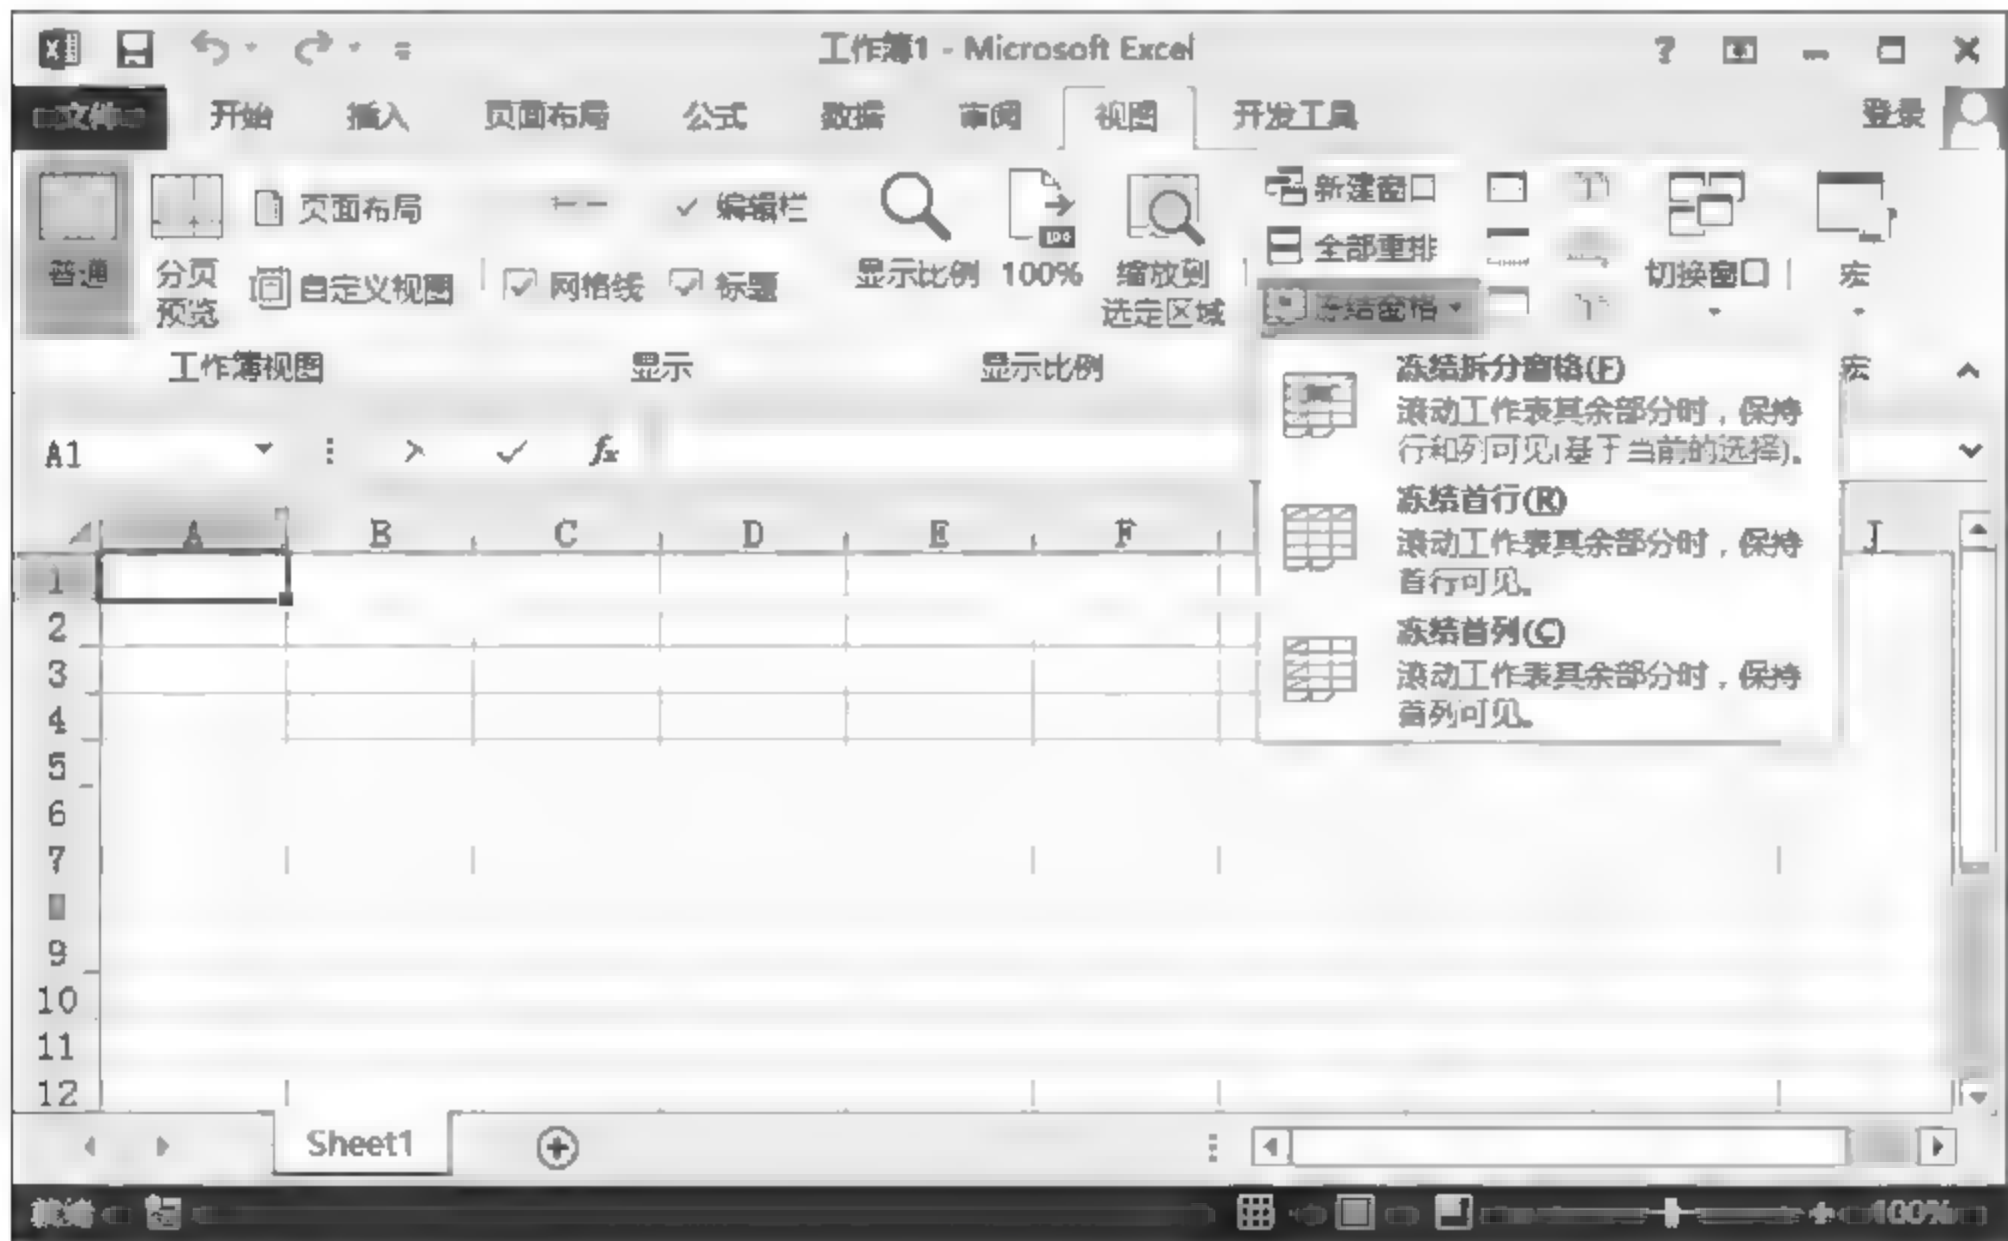 工作簿1 - Microsoft Excel
文件 开始 插入 页面布局 公式 数据 审阅 视图 开发工具 登录
普通 分页预览 页面布局 自定义视图
编辑栏 网格线 标题
显示比例 100% 缩放到选定区域
新建窗口
全部重排
冻结窗格
切换窗口 宏
工作簿视图 显示 显示比例 宏
冻结拆分窗格(F)
滚动工作表其余部分时，保持
行和列可见(基于当前的选择)。
冻结首行(R)
滚动工作表其余部分时，保持
首行可见。
冻结首列(C)
滚动工作表其余部分时，保持
首列可见。
A1 fx
A B C D E F J
1
2
3
4
5
6
7
9
10
11
12
Sheet1
就绪 100%